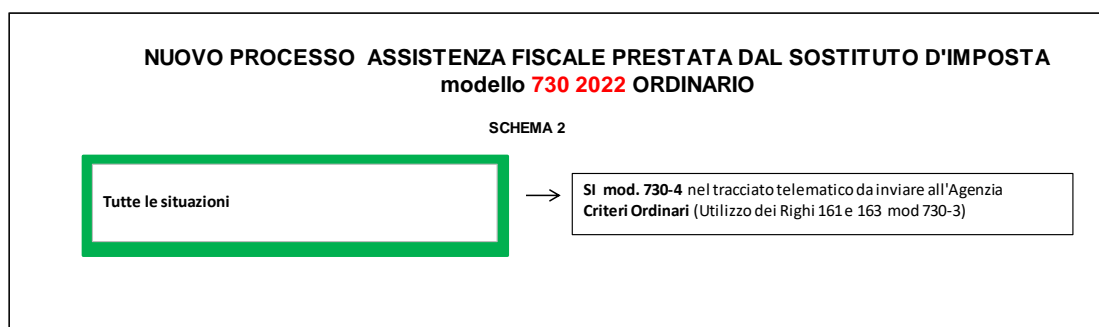 NUOVO PROCESSO ASSISTENZA FISCALE PRESTATA DAL SOSTITUTO D'IMPOSTA
modello 730 2022 ORDINARIO
SCHEMA 2
Tutte le situazioni
SI mod. 730-4 nel tracciato telematico da inviare all'Agenzia
Criteri Ordinari (Utilizzo dei Righi 161 e 163 mod 730-3)